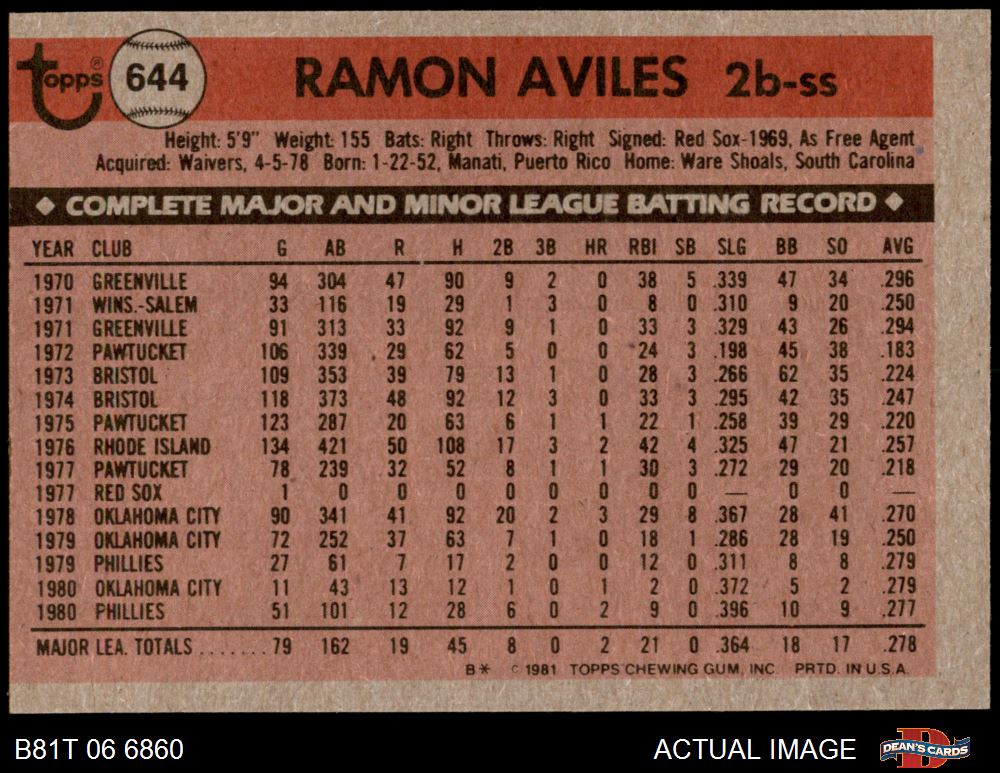 Topps® 644 RAMON AVILES 2b-ss
Height: 5'9" Weight: 155 Bats: Right Throws: Right Signed: Red Sox-1969, As Free Agent
Acquired: Waivers, 4-5-78 Born: 1-22-52, Manati, Puerto Rico Home: Ware Shoals, South Carolina
◆ COMPLETE MAJOR AND MINOR LEAGUE BATTING RECORD ◆
YEAR CLUB G AB R H 2B 3B HR RBI SB SLG BB SO AVG
1970 GREENVILLE 94 304 47 90 9 2 0 38 5 .339 47 34 .296
1971 WINS.-SALEM 33 116 19 29 1 3 0 8 0 .310 9 20 .250
1971 GREENVILLE 91 313 33 92 9 1 0 33 3 .329 43 26 .294
1972 PAWTUCKET 106 339 29 62 5 0 0 24 3 .198 45 38 .183
1973 BRISTOL 109 353 39 79 13 1 0 28 3 .266 62 35 .224
1974 BRISTOL 118 373 48 92 12 3 0 33 3 .295 42 35 .247
1975 PAWTUCKET 123 287 20 63 6 1 1 22 1 .258 39 29 .220
1976 RHODE ISLAND 134 421 50 108 17 3 2 42 4 .325 47 21 .257
1977 PAWTUCKET 78 239 32 52 8 1 1 30 3 .272 29 20 .218
1977 RED SOX 1 0 0 0 0 0 0 0 0 — 0 0 —
1978 OKLAHOMA CITY 90 341 41 92 20 2 3 29 8 .367 28 41 .270
1979 OKLAHOMA CITY 72 252 37 63 7 1 0 18 1 .286 28 19 .250
1979 PHILLIES 27 61 7 17 2 0 0 12 0 .311 8 8 .279
1980 OKLAHOMA CITY 11 43 13 12 1 0 1 2 0 .372 5 2 .279
1980 PHILLIES 51 101 12 28 6 0 2 9 0 .396 10 9 .277
MAJOR LEA. TOTALS.......79 162 19 45 8 0 2 21 0 .364 18 17 .278
B* © 1981 TOPPS CHEWING GUM, INC. PRTD. IN U.S.A.
B81T 06 6860 ACTUAL IMAGE DEAN'S CARDS